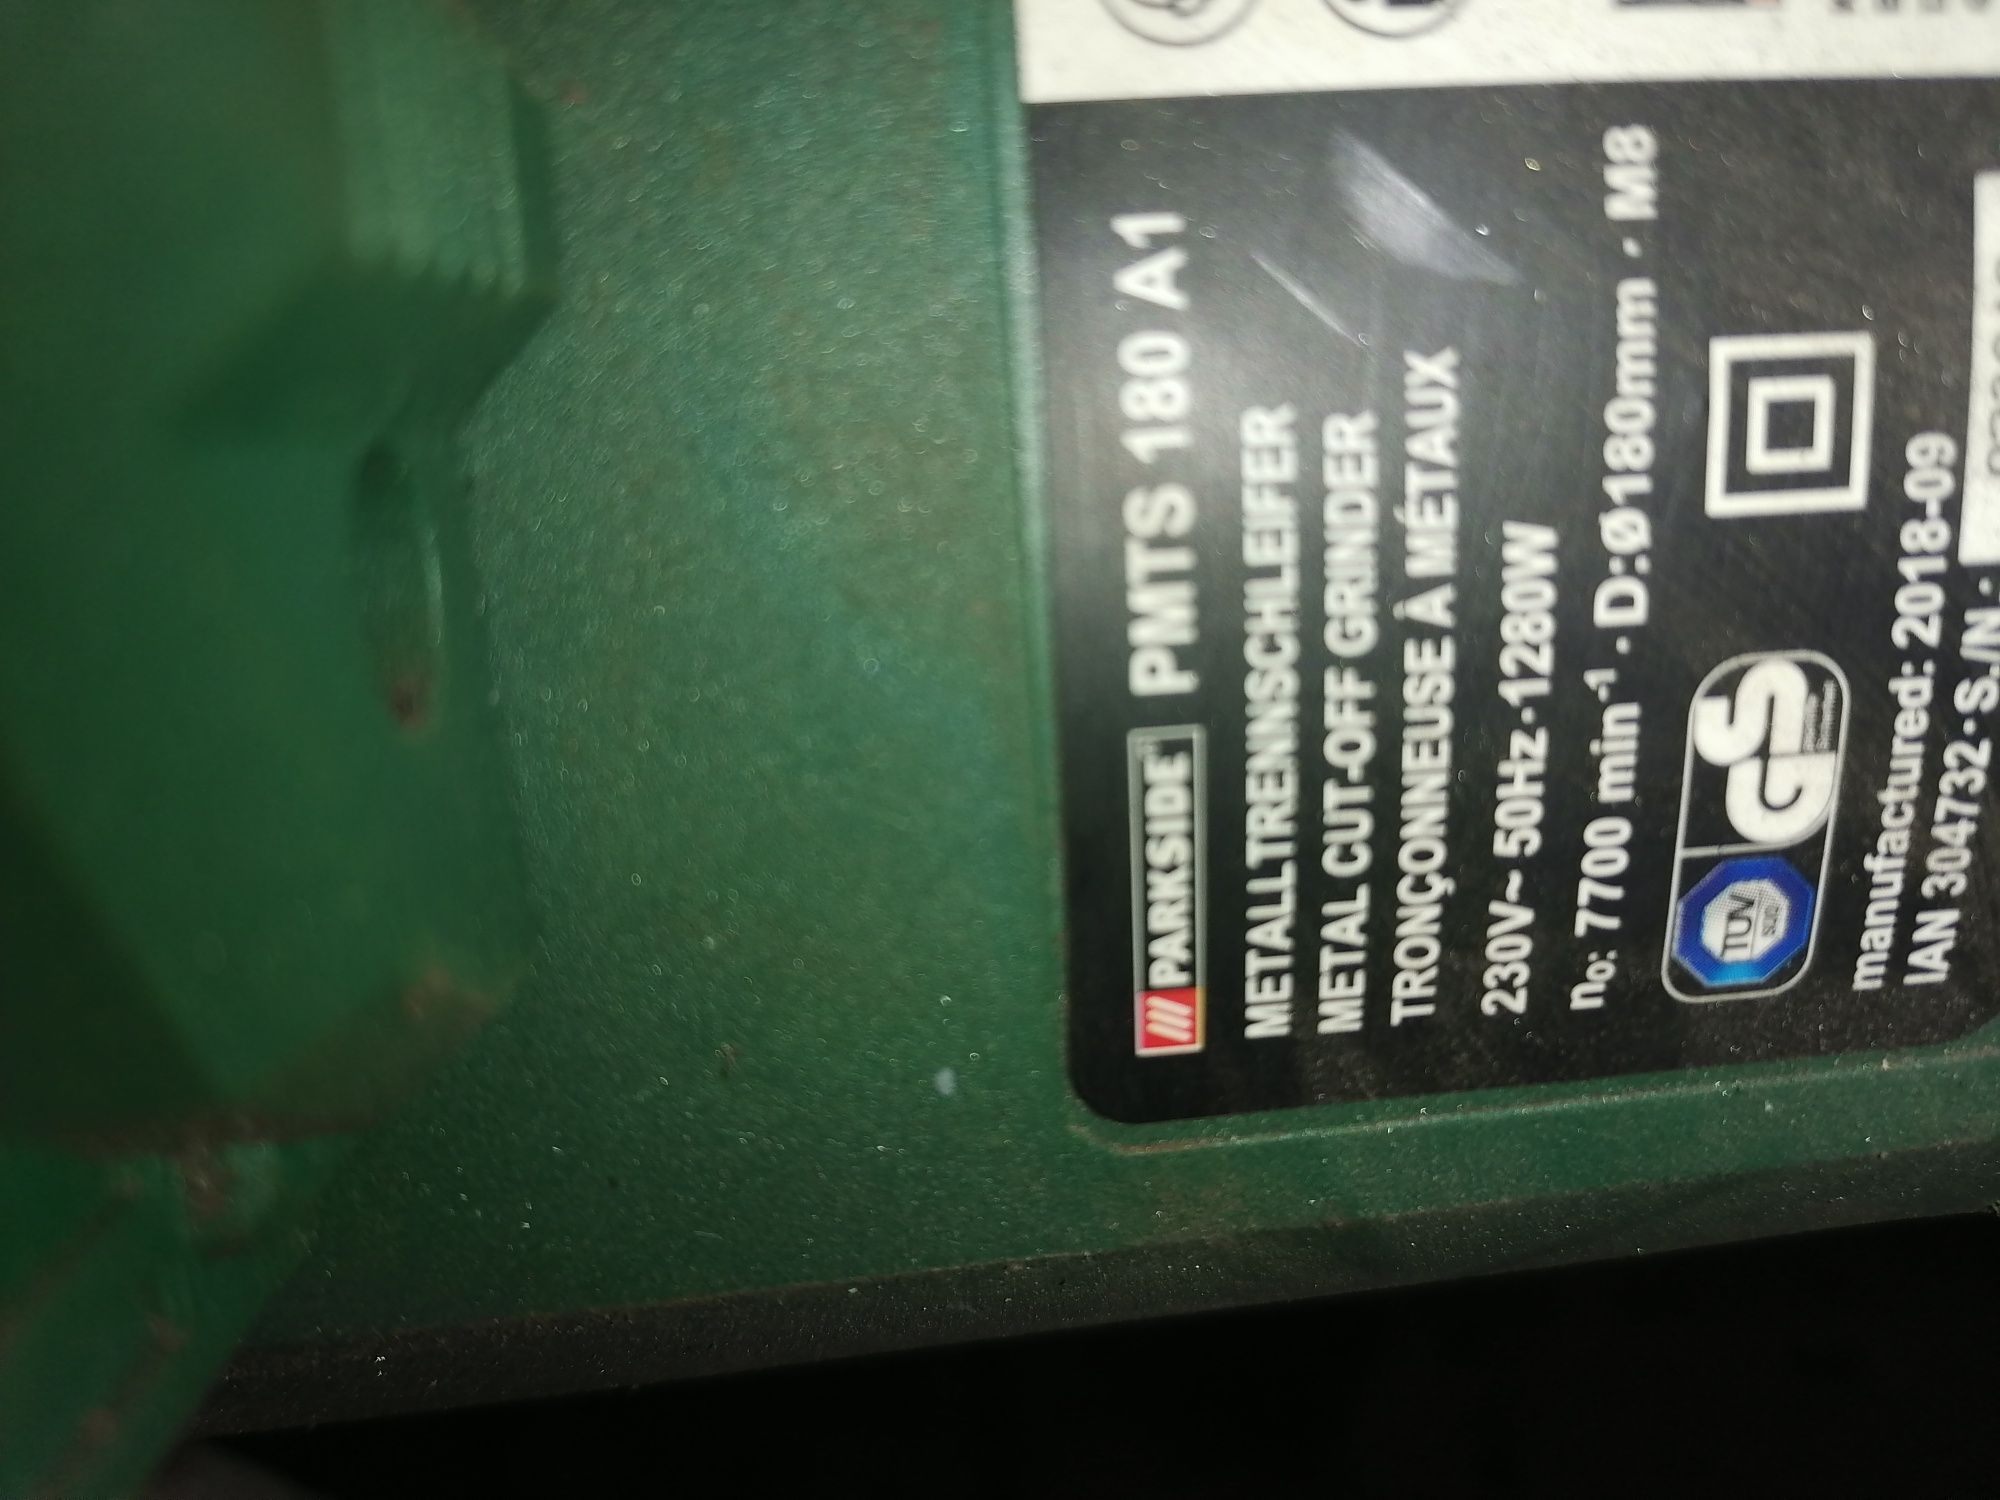 PARKSIDE PMTS 180 A1
METALLTRENNSCHLEIFER
METAL CUT-OFF GRINDER
TRONÇONNEUSE À MÉTAUX
230V~ 50Hz·1280W
n₀: 7700 min⁻¹ · D:Ø180mm · M8
TÜV
SÜD
GS
manufactured: 2018-09
IAN 304732·S./N.: